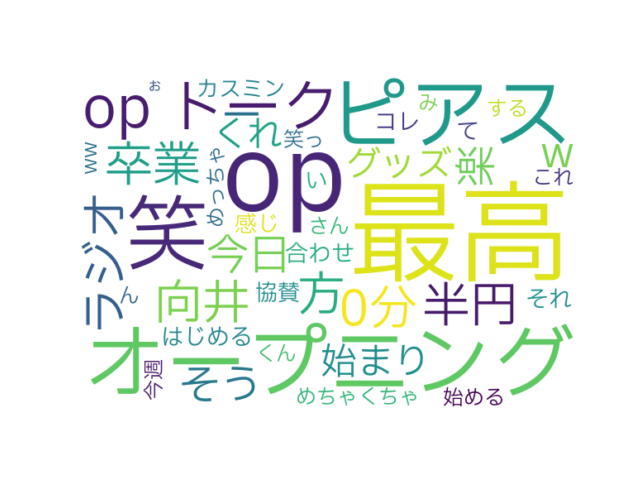 op
トーク
ピアス
ぉ
カスミン
み
する
コレ
て
くれ
笑っ
ww
卒業
めっちゃ
op
い
グッズ
楽
w
これ
ラジオ
笑
最高
感じ
さん
今日
合わせ
ん
向井
協賛
方
0分
半円
それ
オープニング
はじめる
くん
始まり
今週
そう
めちゃくちゃ
始める